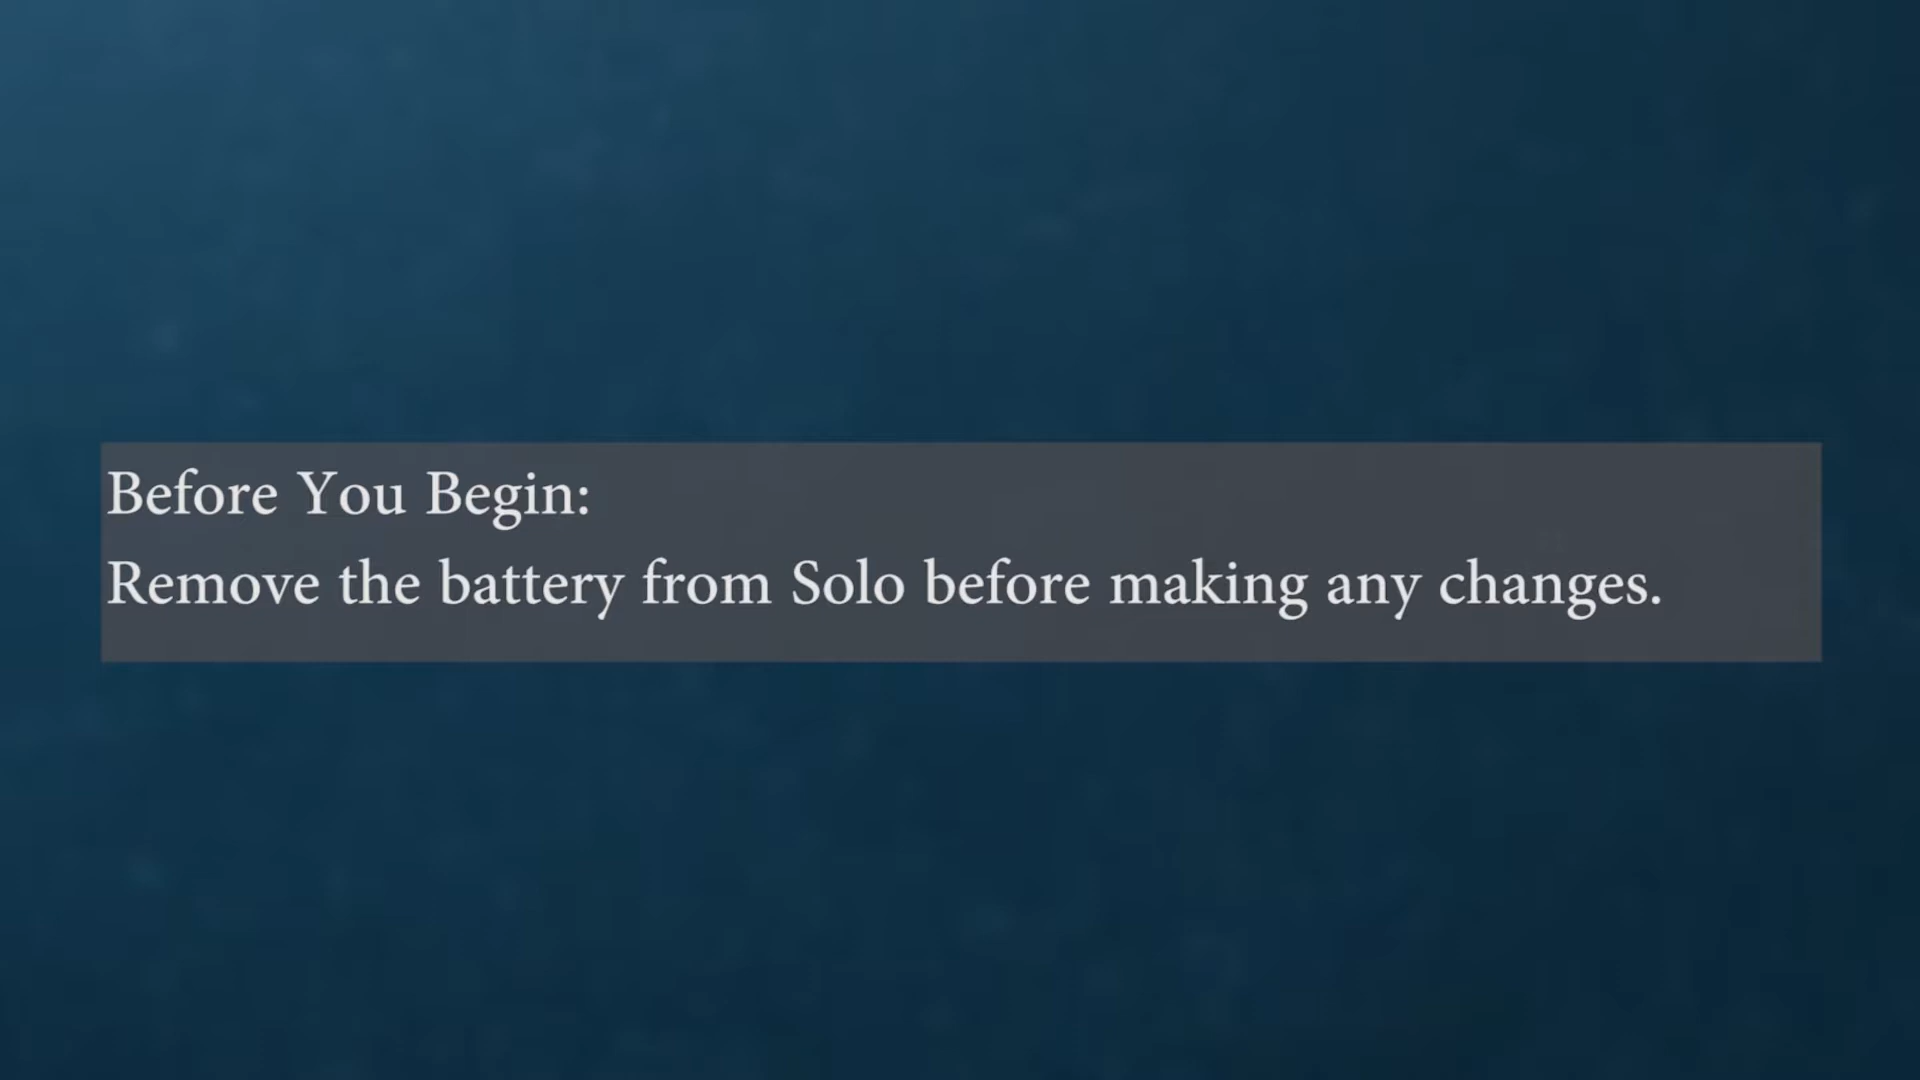 Before You Begin:
Remove the battery from Solo before making any changes.